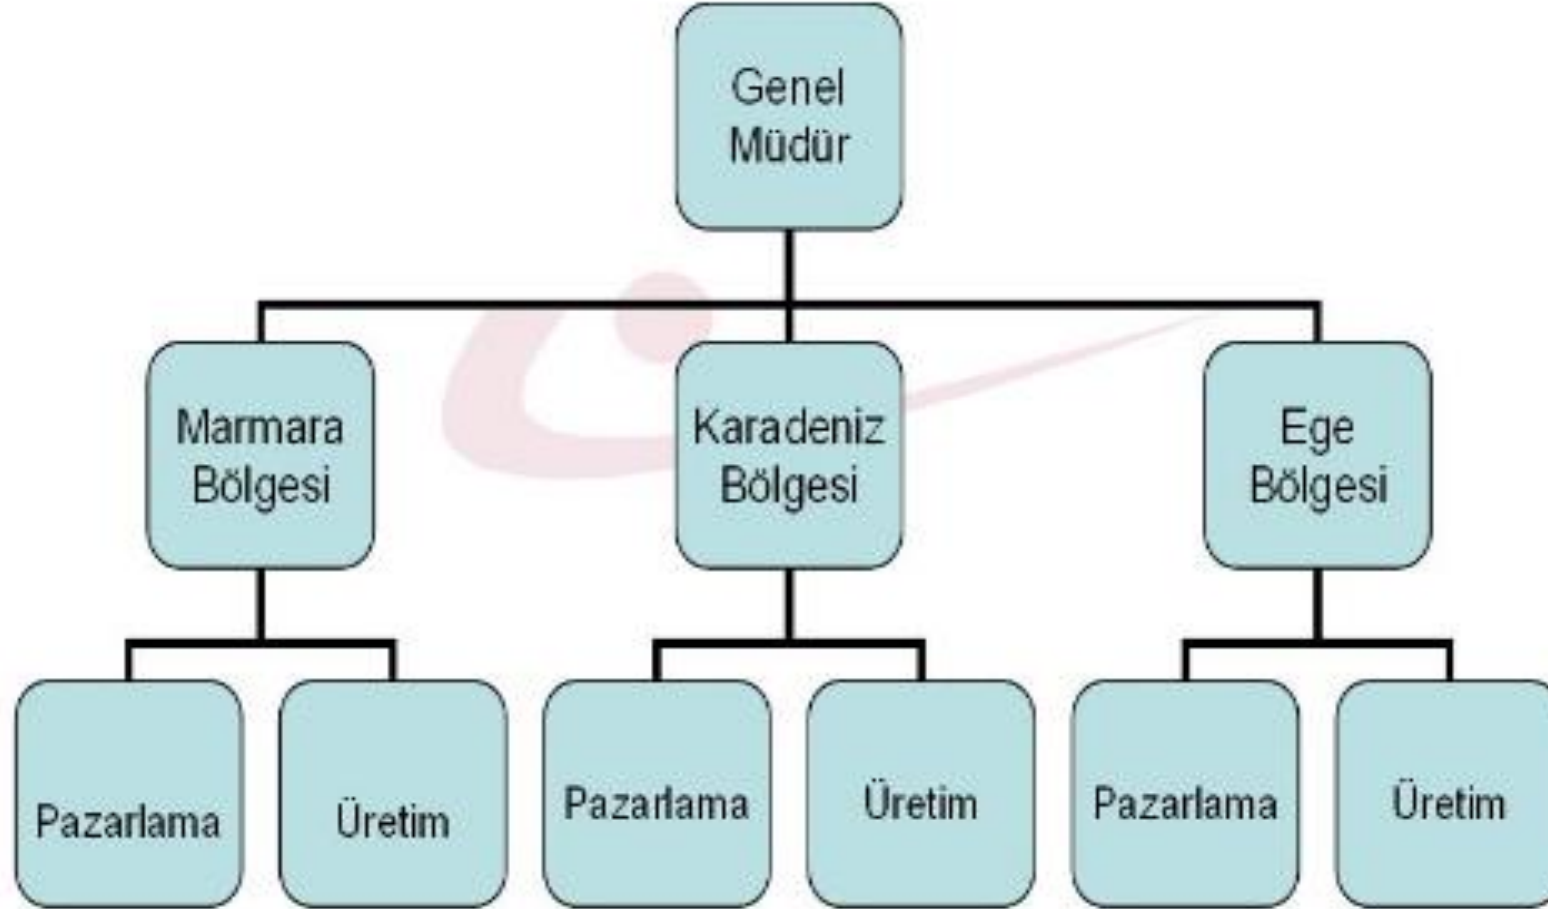 Genel
Müdür
Marmara
Bölgesi
Karadeniz
Bölgesi
Ege
Bölgesi
Pazarlama
Üretim
Pazarlama
Üretim
Pazarlama
Üretim